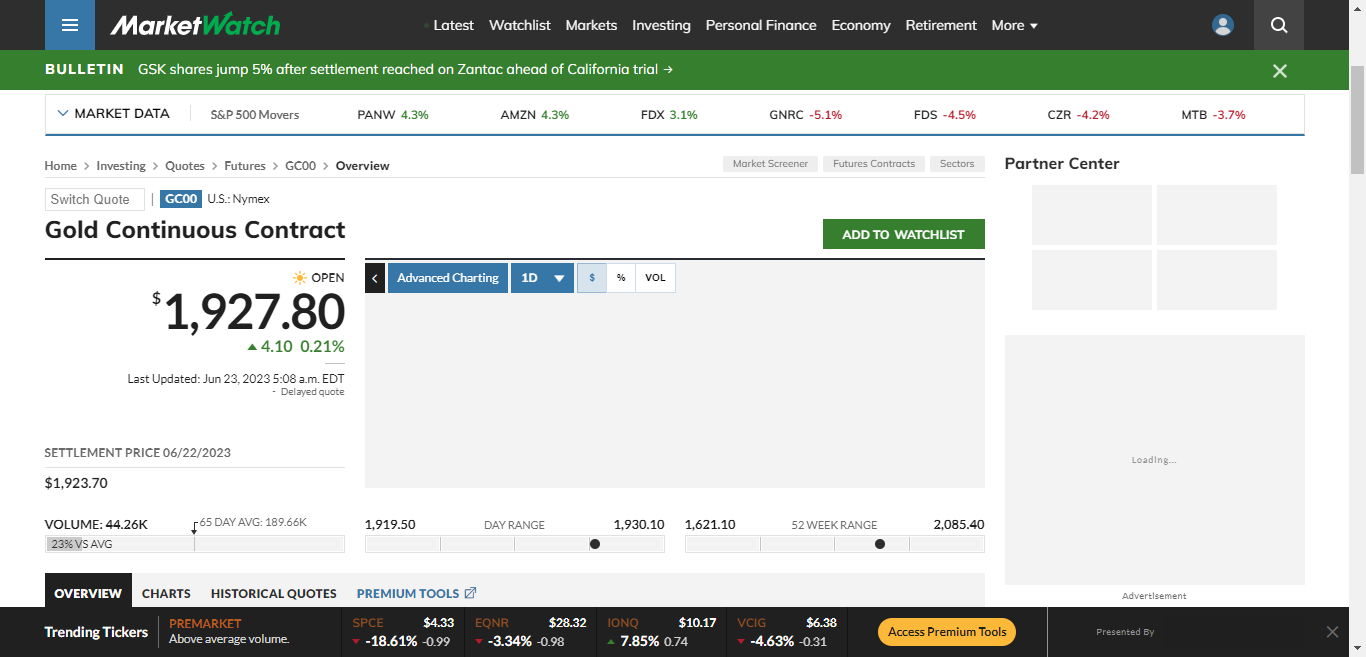 MarketWatch
Latest Watchlist Markets Investing Personal Finance Economy Retirement More
BULLETIN GSK shares jump 5% after settlement reached on Zantac ahead of California trial →
MARKET DATA S&P 500 Movers PANW 4.3% AMZN 4.3% FDX 3.1% GNRC -5.1% FDS -4.5% CZR -4.2% MTB -3.7%
Home > Investing > Quotes > Futures > GC00 > Overview
Market Screener Futures Contracts Sectors
Partner Center
Switch Quote | GC00 U.S.: Nymex
Gold Continuous Contract
ADD TO WATCHLIST
OPEN
$1,927.80
4.10 0.21%
Last Updated: Jun 23, 2023 5:08 a.m. EDT
- Delayed quote
Advanced Charting 1D $ % VOL
Loading...
SETTLEMENT PRICE 06/22/2023
$1,923.70
VOLUME: 44.26K 65 DAY AVG: 189.66K
23% VS AVG
1,919.50 DAY RANGE 1,930.10
1,621.10 52 WEEK RANGE 2,085.40
Advertisement
OVERVIEW CHARTS HISTORICAL QUOTES PREMIUM TOOLS
Trending Tickers
PREMARKET
Above average volume.
SPCE $4.33
-18.61% -0.99
EQNR $28.32
-3.34% -0.98
IONQ $10.17
7.85% 0.74
VCIG $6.38
-4.63% -0.31
Access Premium Tools
Presented By